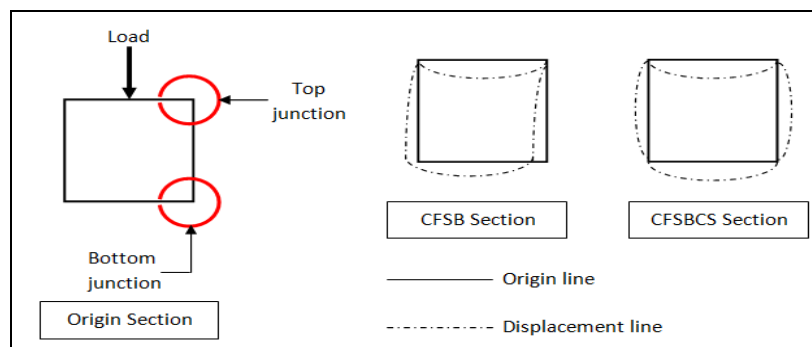 Load
Top
junction
Bottom
junction
Origin Section
CFSB Section
CFSBCS Section
Origin line
Displacement line